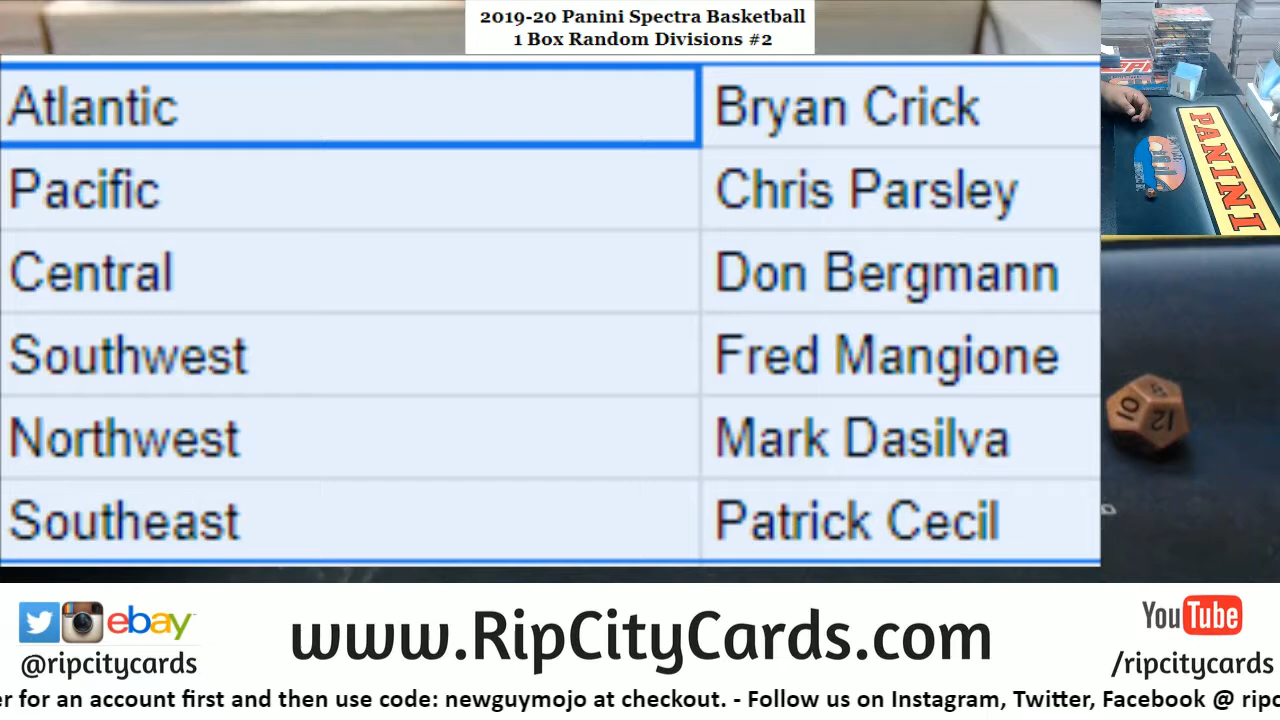 2019-20 Panini Spectra Basketball
1 Box Random Divisions #2
Atlantic Bryan Crick
Pacific Chris Parsley
Central Don Bergmann
Southwest Fred Mangione
Northwest Mark Dasilva
Southeast Patrick Cecil
PANINI
10 12
ebay
@ripcitycards
www.RipCityCards.com
YouTube
/ripcitycards
er for an account first and then use code: newguymojo at checkout. - Follow us on Instagram, Twitter, Facebook @ ripc